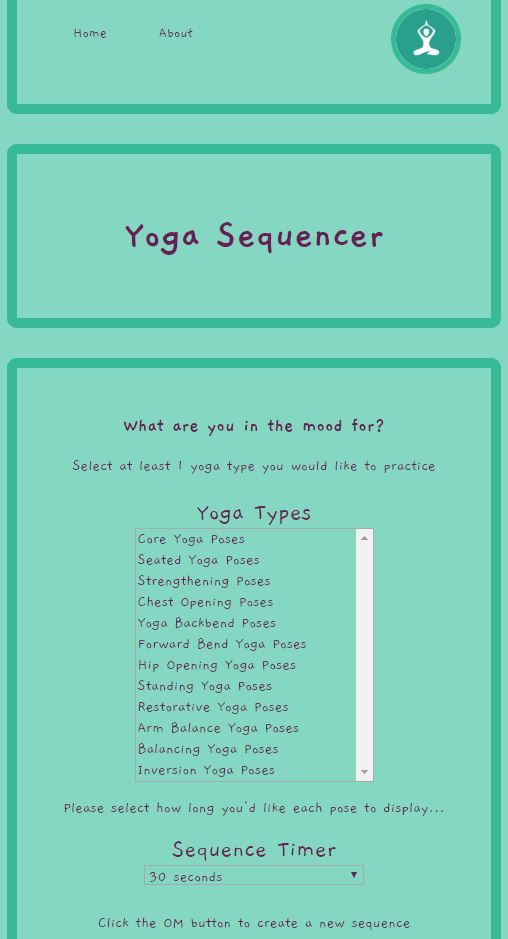 Home About
Yoga Sequencer
What are you in the mood for?
Select at least 1 yoga type you would like to practice
Yoga Types
Core Yoga Poses
Seated Yoga Poses
Strengthening Poses
Chest Opening Poses
Yoga Backbend Poses
Forward Bend Yoga Poses
Hip Opening Yoga Poses
Standing Yoga Poses
Restorative Yoga Poses
Arm Balance Yoga Poses
Balancing Yoga Poses
Inversion Yoga Poses
Please select how long you'd like each pose to display...
Sequence Timer
30 seconds
Click the OM button to create a new sequence